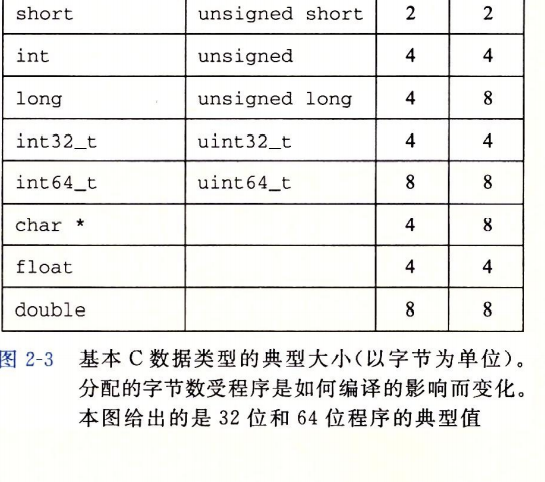 short unsigned short 2 2
int unsigned 4 4
long unsigned long 4 8
int32_t uint32_t 4 4
int64_t uint64_t 8 8
char * 4 8
float 4 4
double 8 8
图 2-3 基本 C 数据类型的典型大小(以字节为单位)。
分配的字节数受程序是如何编译的影响而变化。
本图给出的是 32 位和 64 位程序的典型值